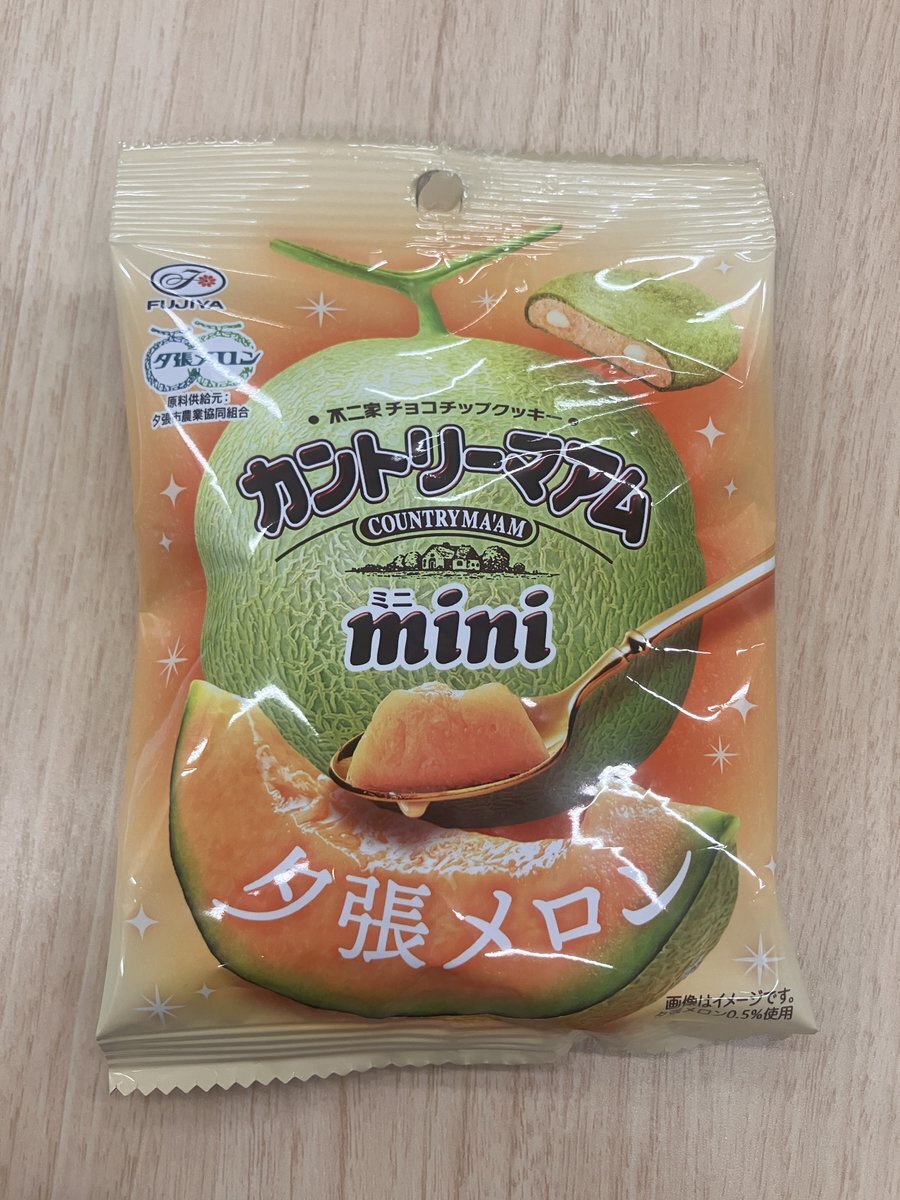 FUJIYA
夕張メロン
原料供給元：
夕張市農業協同組合
不二家 チョコチップクッキー
カントリーマアム
COUNTRY MA'AM
ミニ
mini
夕張メロン
画像はイメージです。
夕張メロン0.5%使用